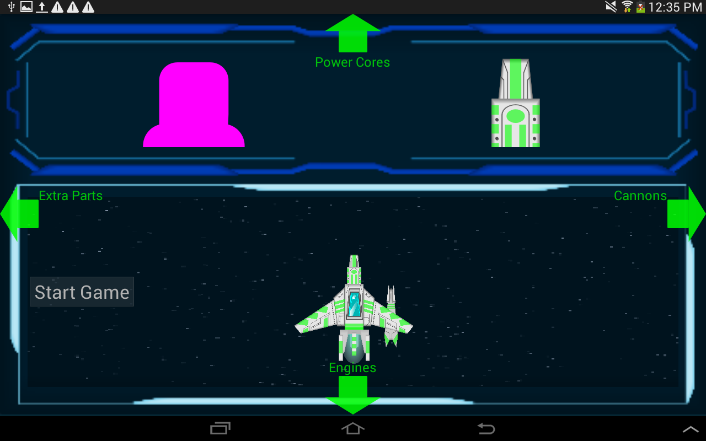 12:35 PM
Power Cores
Extra Parts
Cannons
Start Game
Engines